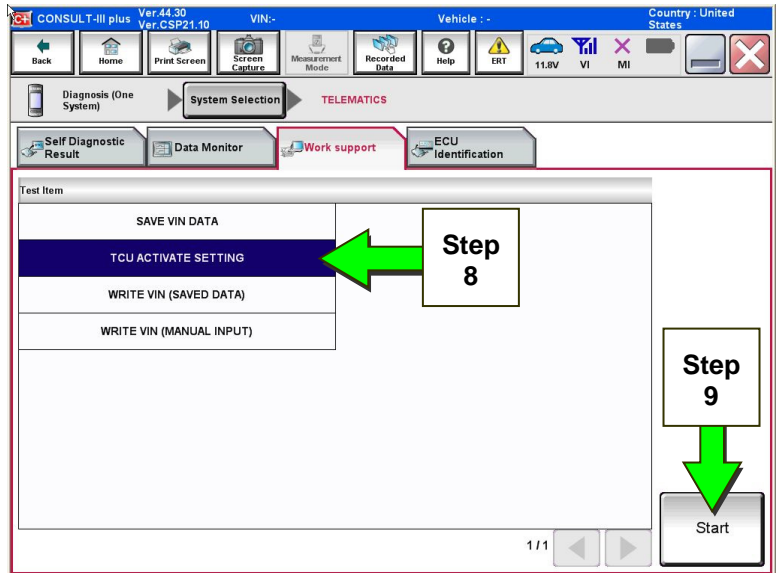 C+ CONSULT-III plus Ver.44.30 VIN:- Vehicle : - Country : United
Ver.CSP21.10 States
Back Home Print Screen Screen Capture Measurement Mode Recorded Data Help ERT 11.8V VI MI
Diagnosis (One System) System Selection TELEMATICS
Self Diagnostic Result Data Monitor Work support ECU Identification
Test Item
SAVE VIN DATA
TCU ACTIVATE SETTING
Step
8
WRITE VIN (SAVED DATA)
WRITE VIN (MANUAL INPUT)
Step
9
Start
1/1